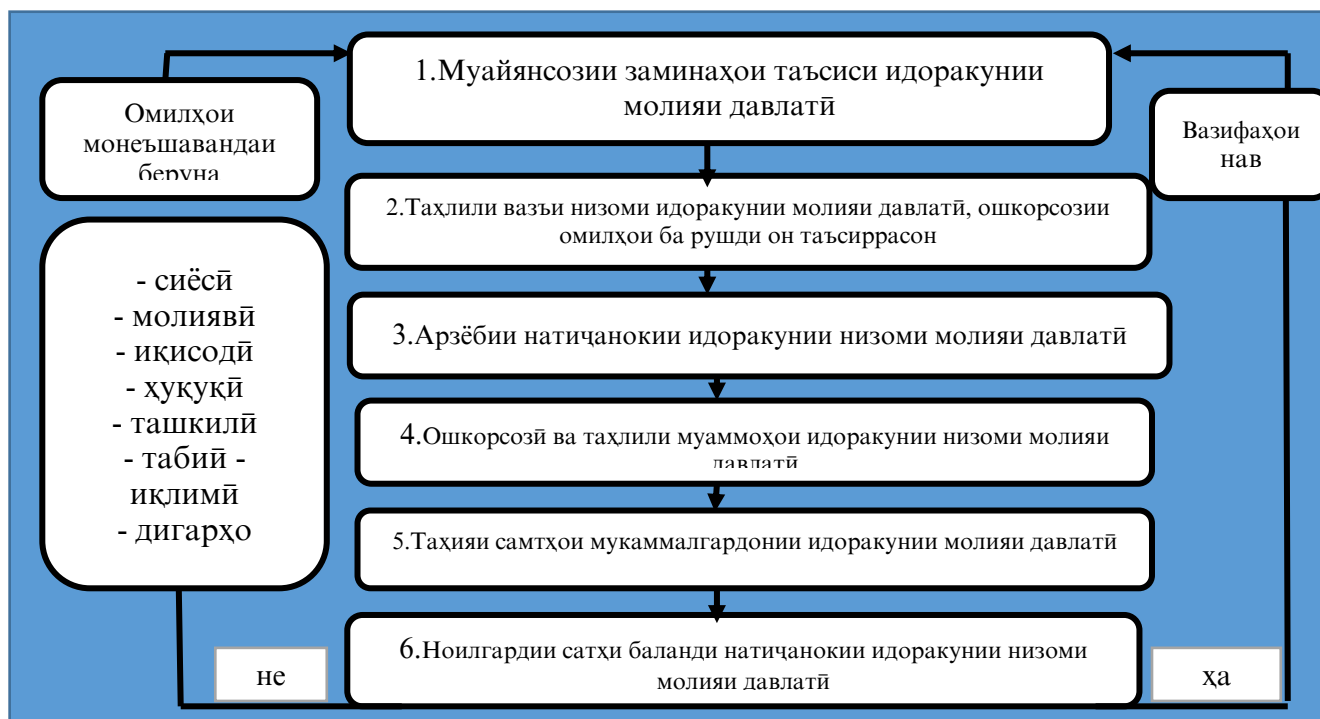 1.Муайянсозии заминаҳои таъсиси идоракунии
молияи давлатӣ
Омилҳои
монеъшавандаи
беруна
Вазифаҳои
нав
2.Таҳлили вазъи низоми идоракунии молияи давлатӣ, ошкорсозии
омилҳои ба рушди он таъсиррасон
- сиёсӣ
- молиявӣ
- иқисодӣ
- ҳуқуқӣ
- ташкилӣ
- табиӣ -
иқлимӣ
- дигарҳо
3.Арзёбии натиҷанокии идоракунии низоми молияи давлатӣ
4.Ошкорсозӣ ва таҳлили муаммоҳои идоракунии низоми молияи
давлатӣ
5.Таҳияи самтҳои мукаммалгардонии идоракунии молияи давлатӣ
6.Ноилгардии сатҳи баланди натиҷанокии идоракунии низоми
молияи давлатӣ
не
ҳа